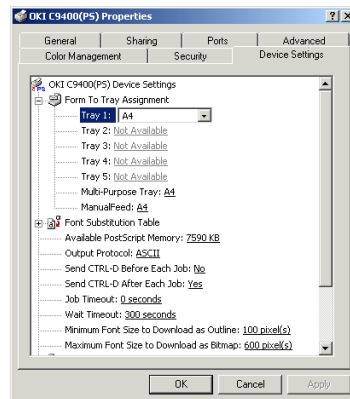 OKI C9400(PS) Properties
General Sharing Ports Advanced
Color Management Security Device Settings
OKI C9400(PS) Device Settings
Form To Tray Assignment
Tray 1: A4
Tray 2: Not Available
Tray 3: Not Available
Tray 4: Not Available
Tray 5: Not Available
Multi-Purpose Tray: A4
ManualFeed: A4
Font Substitution Table
Available PostScript Memory: 7590 KB
Output Protocol: ASCII
Send CTRL-D Before Each Job: No
Send CTRL-D After Each Job: Yes
Job Timeout: 0 seconds
Wait Timeout: 300 seconds
Minimum Font Size to Download as Outline: 100 pixel(s)
Maximum Font Size to Download as Bitmap: 600 pixel(s)
OK Cancel Apply